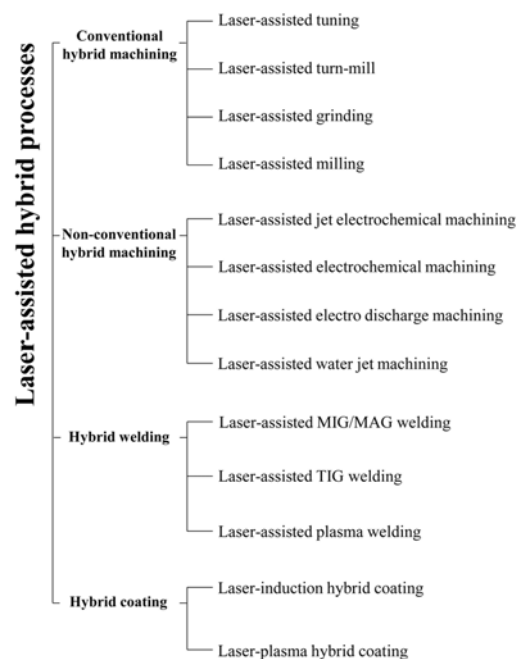 Laser-assisted hybrid processes
Conventional
hybrid machining
Laser-assisted tuning
Laser-assisted turn-mill
Laser-assisted grinding
Laser-assisted milling
Non-conventional
hybrid machining
Laser-assisted jet electrochemical machining
Laser-assisted electrochemical machining
Laser-assisted electro discharge machining
Laser-assisted water jet machining
Hybrid welding
Laser-assisted MIG/MAG welding
Laser-assisted TIG welding
Laser-assisted plasma welding
Hybrid coating
Laser-induction hybrid coating
Laser-plasma hybrid coating